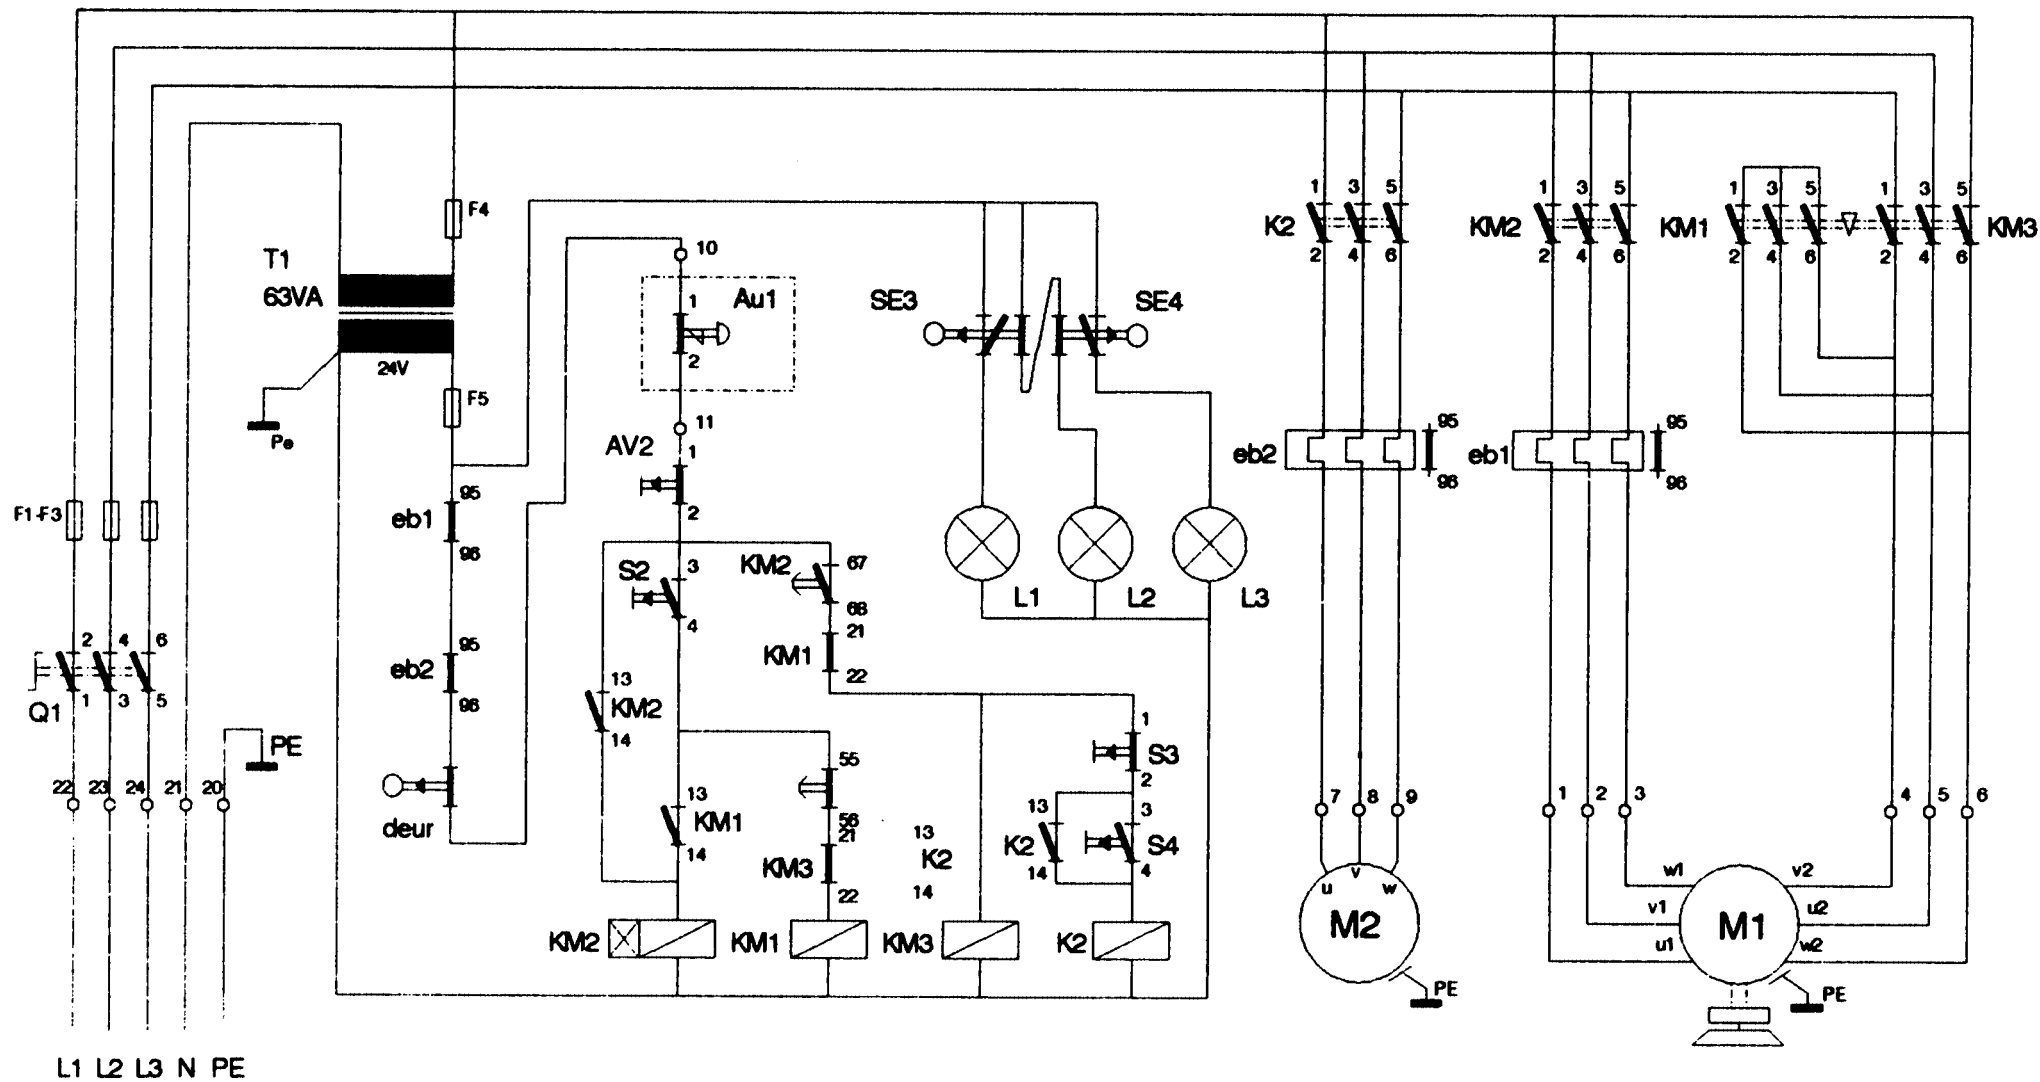 F4
T1
63VA
24V
Pe
F5
10
Au1
1
2
11
AV2
1
2
SE3
SE4
1 3 5
K2
2 4 6
1 3 5
KM2
2 4 6
1 3 5
KM1
2 4 6
1 3 5
KM3
2 4 6
95
eb2
96
95
eb1
96
F1-F3
95
eb1
96
95
eb2
96
deur
S2
3
4
KM2
67
68
21
KM1
22
13
KM2
14
L1
L2
L3
2 4 6
Q1
1 3 5
PE
22 23 24 21 20
55
56
13
KM1
14
21
KM3
22
13
K2
14
1
S3
2
13
K2
14
3
S4
4
KM2
KM1
KM3
K2
7 8 9
u v w
M2
PE
1 2 3
4 5 6
w1
v1
u1
M1
v2
u2
w2
PE
L1 L2 L3 N PE